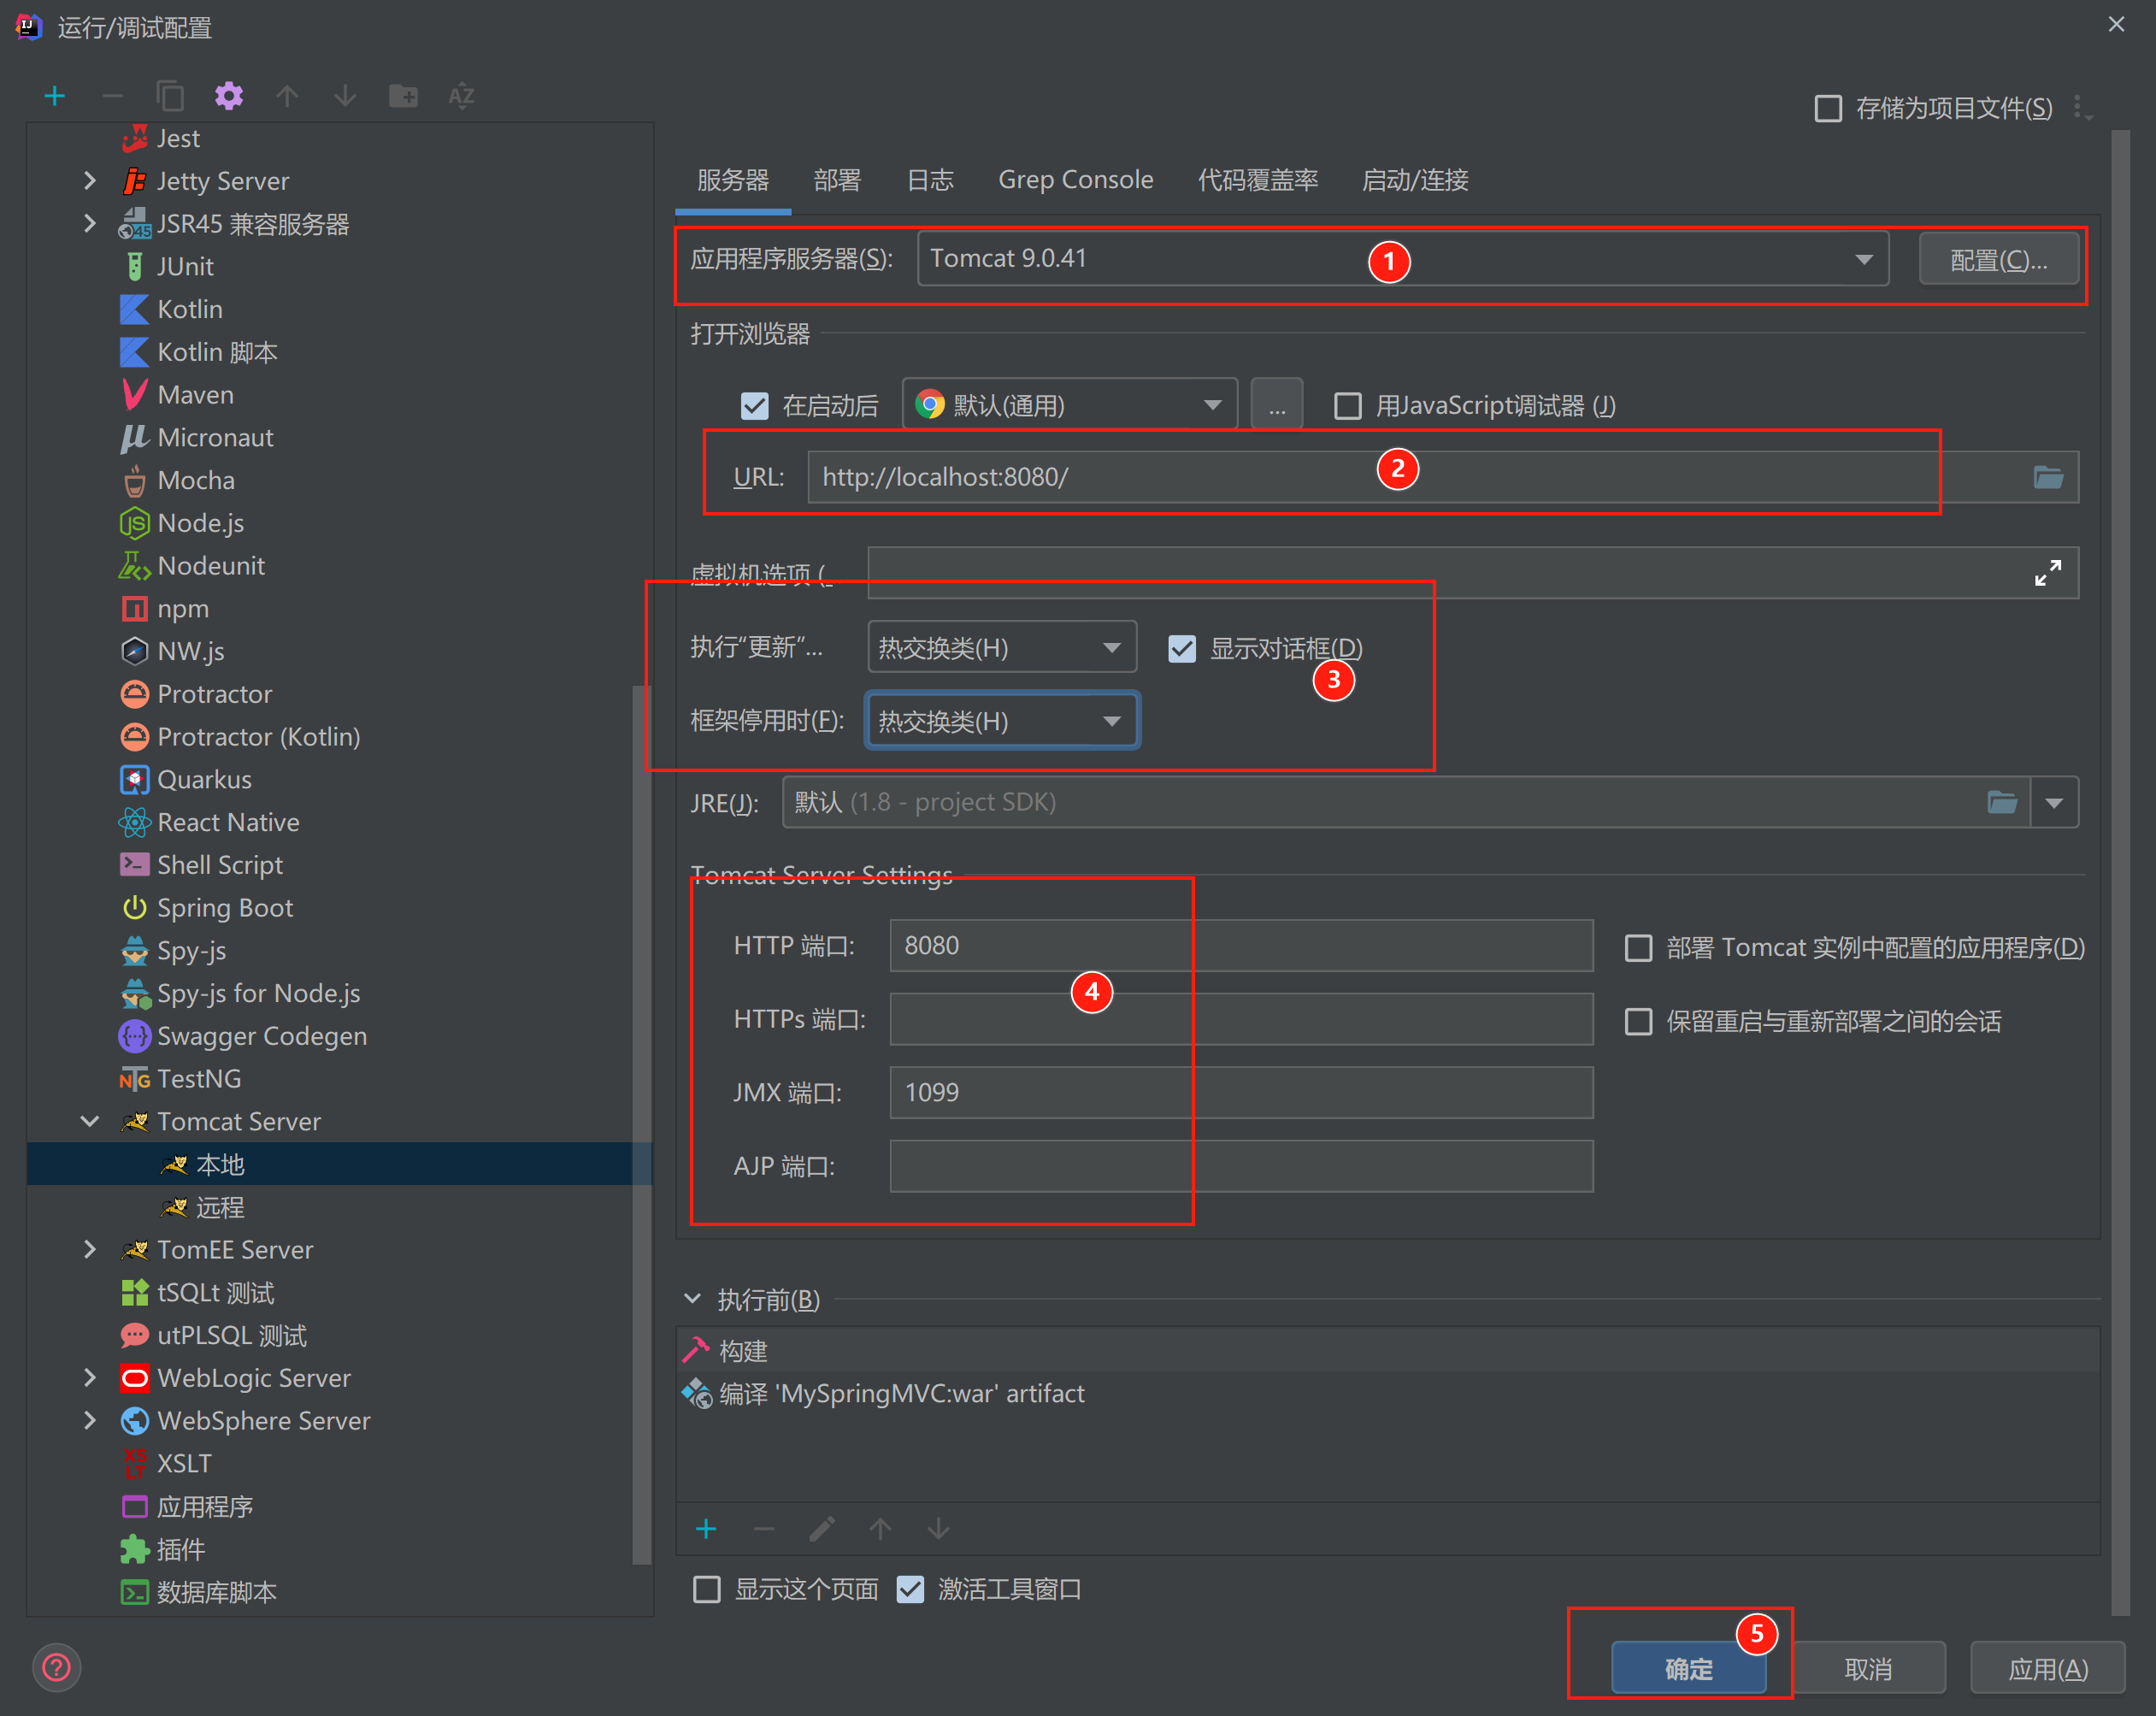 运行/调试配置
存储为项目文件(S)
Jest
Jetty Server
JSR45 兼容服务器
JUnit
Kotlin
Kotlin 脚本
Maven
Micronaut
Mocha
Node.js
Nodeunit
npm
NW.js
Protractor
Protractor (Kotlin)
Quarkus
React Native
Shell Script
Spring Boot
Spy-js
Spy-js for Node.js
Swagger Codegen
TestNG
Tomcat Server
本地
远程
TomEE Server
tSQLt 测试
utPLSQL 测试
WebLogic Server
WebSphere Server
XSLT
应用程序
插件
数据库脚本
服务器 部署 日志 Grep Console 代码覆盖率 启动/连接
应用程序服务器(S): Tomcat 9.0.41 1 配置(C)...
打开浏览器
在启动后 默认(通用) ... 用JavaScript调试器 (J)
URL: http://localhost:8080/ 2
虚拟机选项 (
执行“更新”... 热交换类(H) 显示对话框(D)
3
框架停用时(F): 热交换类(H)
JRE(J): 默认 (1.8 - project SDK)
Tomcat Server Settings
HTTP 端口: 8080 部署 Tomcat 实例中配置的应用程序(D)
4
HTTPs 端口: 保留重启与重新部署之间的会话
JMX 端口: 1099
AJP 端口:
执行前(B)
构建
编译 'MySpringMVC:war' artifact
显示这个页面 激活工具窗口
5
确定 取消 应用(A)